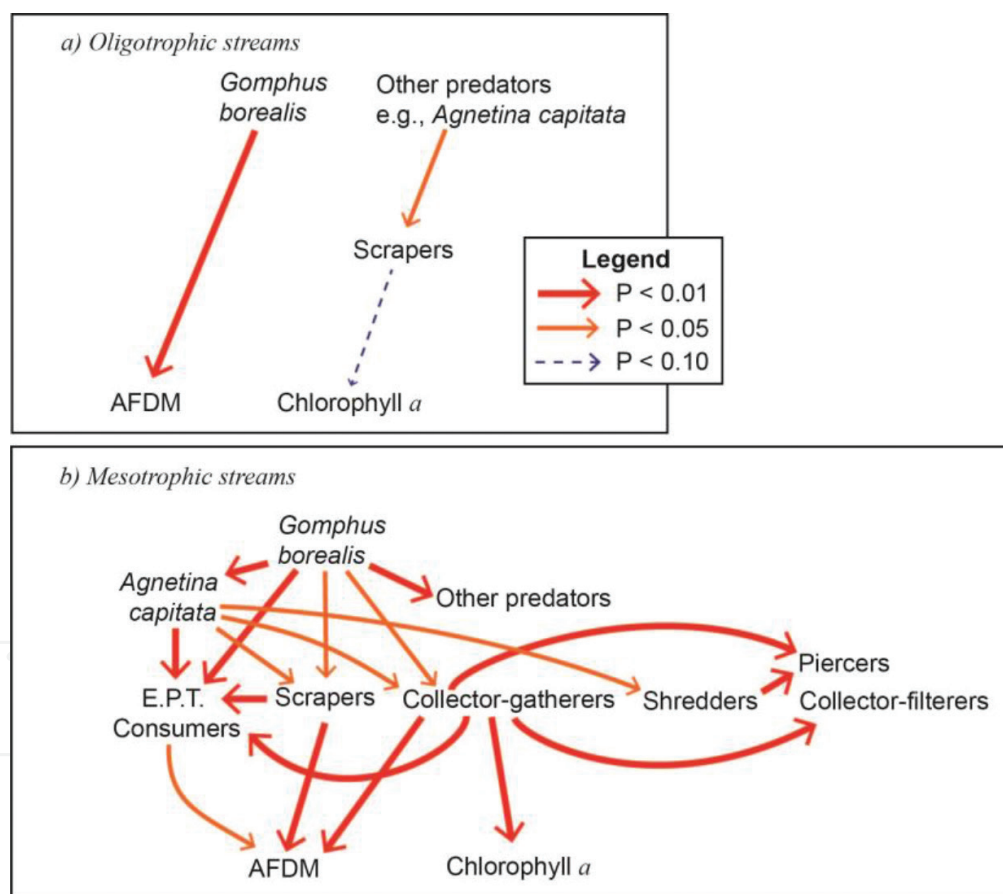 a) Oligotrophic streams
Gomphus
borealis
Other predators
e.g., Agnetina capitata
Scrapers
AFDM
Chlorophyll a
Legend
P < 0.01
P < 0.05
P < 0.10
b) Mesotrophic streams
Gomphus
borealis
Agnetina
capitata
Other predators
Piercers
E.P.T.
Consumers
Scrapers
Collector-gatherers
Shredders
Collector-filterers
AFDM
Chlorophyll a